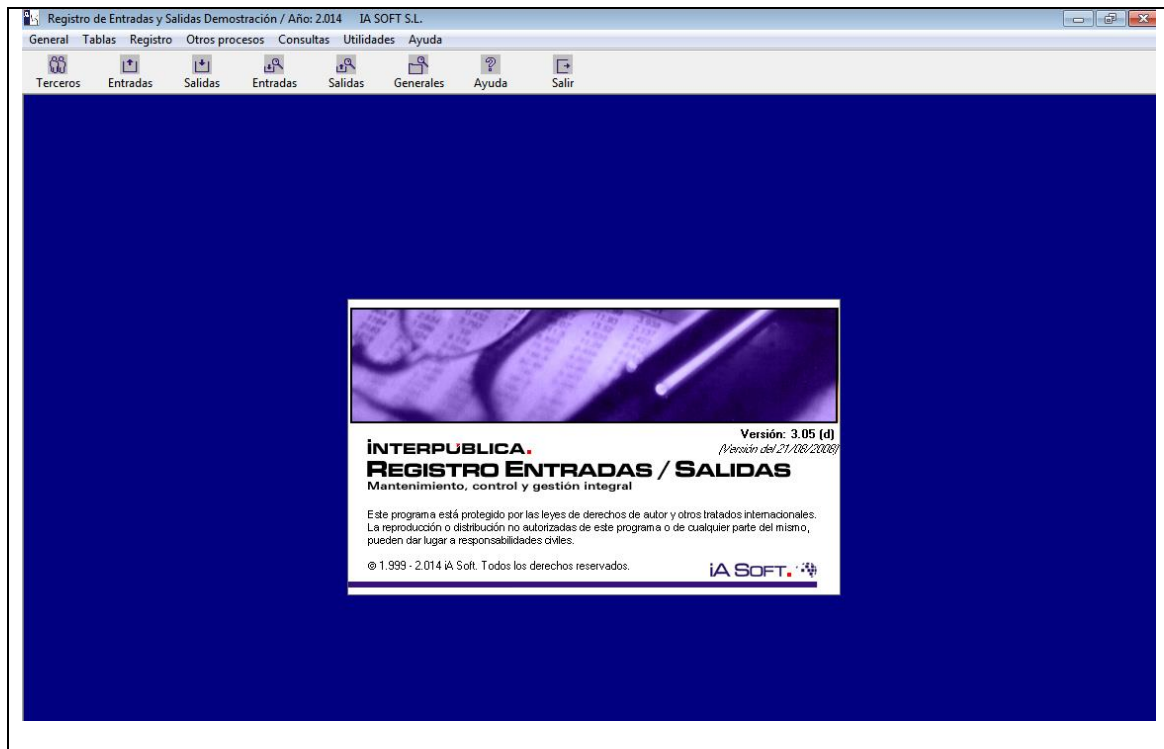 Registro de Entradas y Salidas Demostración / Año: 2.014 IA SOFT S.L.
General Tablas Registro Otros procesos Consultas Utilidades Ayuda
Terceros Entradas Salidas Entradas Salidas Generales Ayuda Salir
Versión: 3.05 (d)
(Versión del 21/08/2008)
INTERPÚBLICA.
REGISTRO ENTRADAS / SALIDAS
Mantenimiento, control y gestión integral
Este programa está protegido por las leyes de derechos de autor y otros tratados internacionales.
La reproducción o distribución no autorizadas de este programa o de cualquier parte del mismo,
pueden dar lugar a responsabilidades civiles.
© 1.999 - 2.014 iA Soft. Todos los derechos reservados.
iA SOFT.